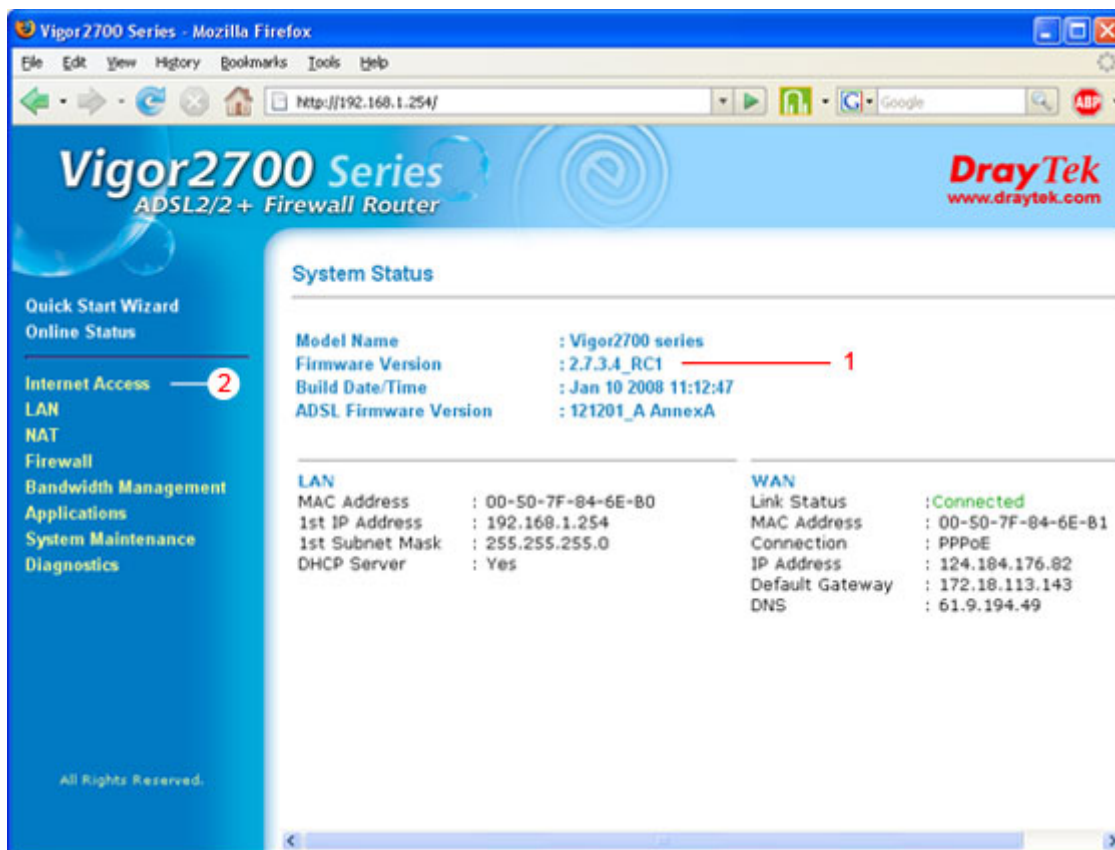 Vigor2700 Series - Mozilla Firefox
File Edit View History Bookmarks Tools Help
http://192.168.1.254/
G Google
ABP
Vigor2700 Series
ADSL2/2+ Firewall Router
DrayTek
www.draytek.com
Quick Start Wizard
Online Status
Internet Access 2
LAN
NAT
Firewall
Bandwidth Management
Applications
System Maintenance
Diagnostics
All Rights Reserved.
System Status
Model Name : Vigor2700 series
Firmware Version : 2.7.3.4_RC1 1
Build Date/Time : Jan 10 2008 11:12:47
ADSL Firmware Version : 121201_A AnnexA
LAN
MAC Address : 00-50-7F-84-6E-B0
1st IP Address : 192.168.1.254
1st Subnet Mask : 255.255.255.0
DHCP Server : Yes
WAN
Link Status :Connected
MAC Address : 00-50-7F-84-6E-B1
Connection : PPPoE
IP Address : 124.184.176.82
Default Gateway : 172.18.113.143
DNS : 61.9.194.49